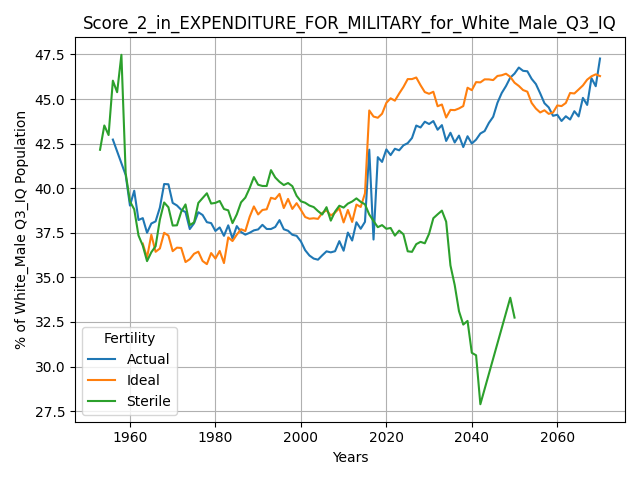 Score_2_in_EXPENDITURE_FOR_MILITARY_for_White_Male_Q3_IQ
% of White_Male Q3_IQ Population
47.5
45.0
42.5
40.0
37.5
35.0
32.5
30.0
27.5
Fertility
Actual
Ideal
Sterile
1960 1980 2000 2020 2040 2060
Years